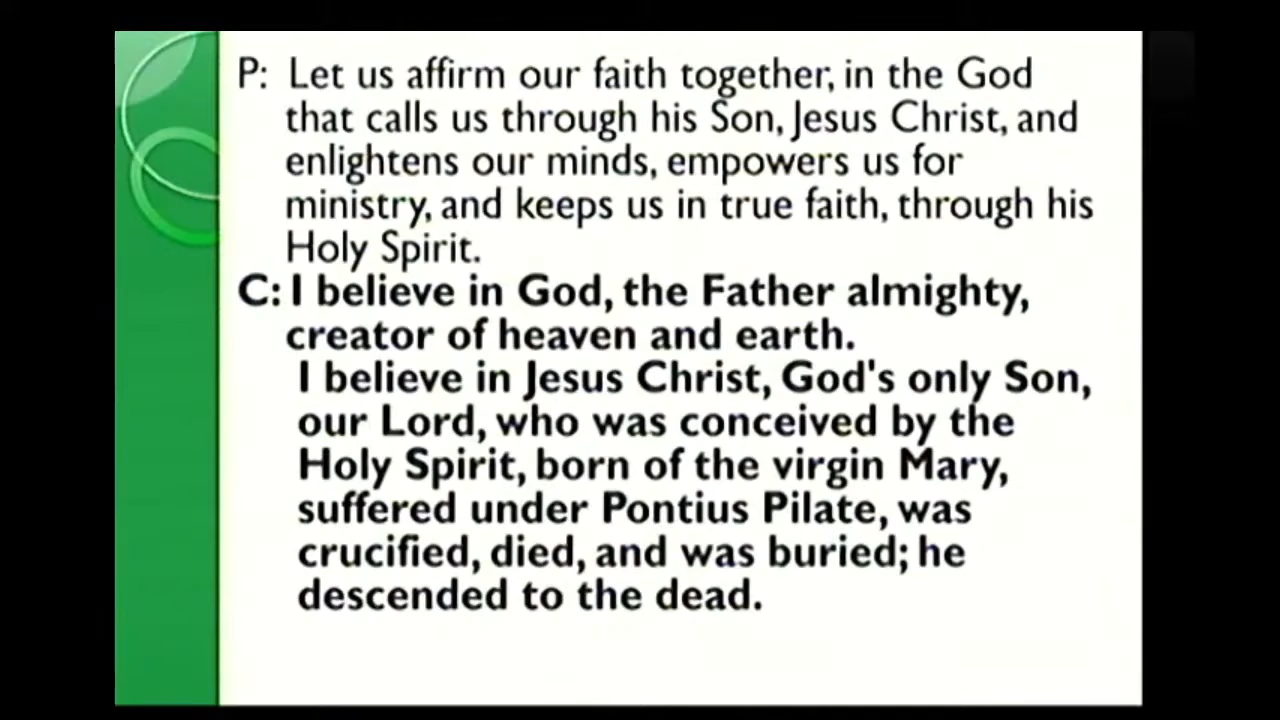 P: Let us affirm our faith together, in the God
that calls us through his Son, Jesus Christ, and
enlightens our minds, empowers us for
ministry, and keeps us in true faith, through his
Holy Spirit.
C: I believe in God, the Father almighty,
creator of heaven and earth.
I believe in Jesus Christ, God's only Son,
our Lord, who was conceived by the
Holy Spirit, born of the virgin Mary,
suffered under Pontius Pilate, was
crucified, died, and was buried; he
descended to the dead.